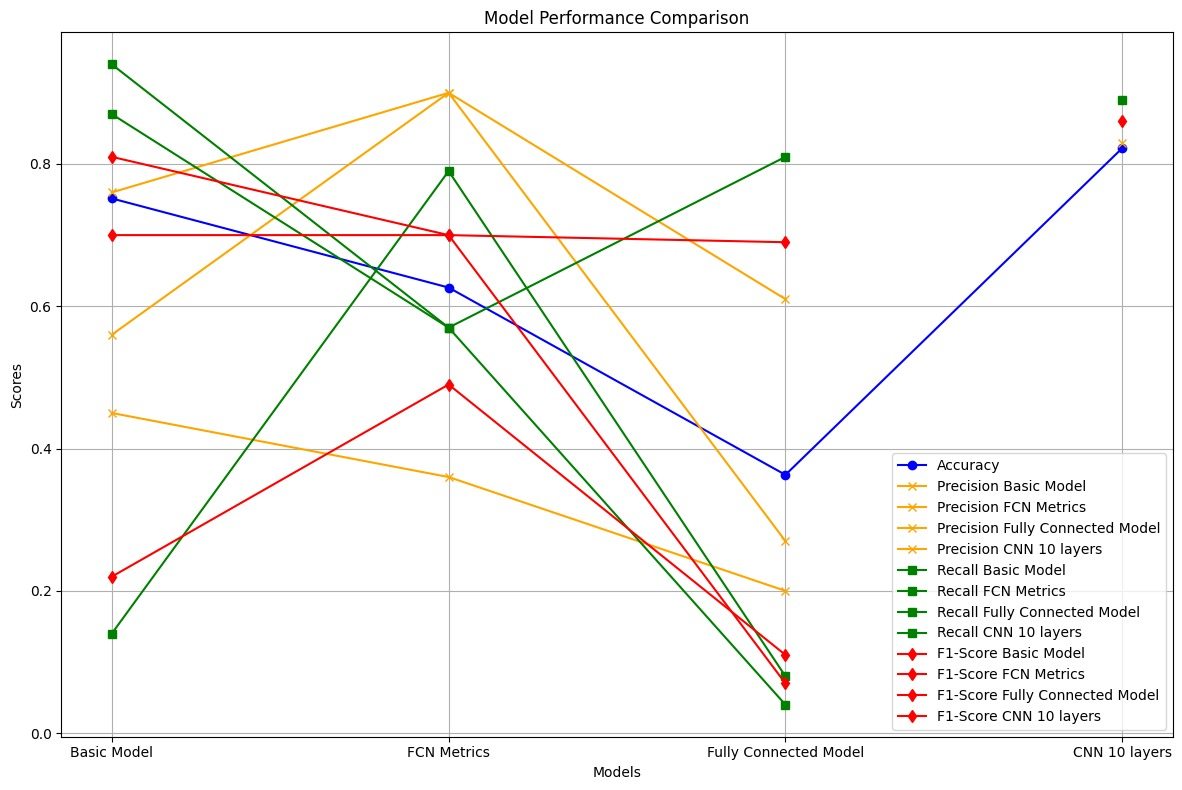 Model Performance Comparison
Scores
0.8
0.6
0.4
0.2
0.0
Accuracy
Precision Basic Model
Precision FCN Metrics
Precision Fully Connected Model
Precision CNN 10 layers
Recall Basic Model
Recall FCN Metrics
Recall Fully Connected Model
Recall CNN 10 layers
F1-Score Basic Model
F1-Score FCN Metrics
F1-Score Fully Connected Model
F1-Score CNN 10 layers
Basic Model FCN Metrics Fully Connected Model CNN 10 layers
Models